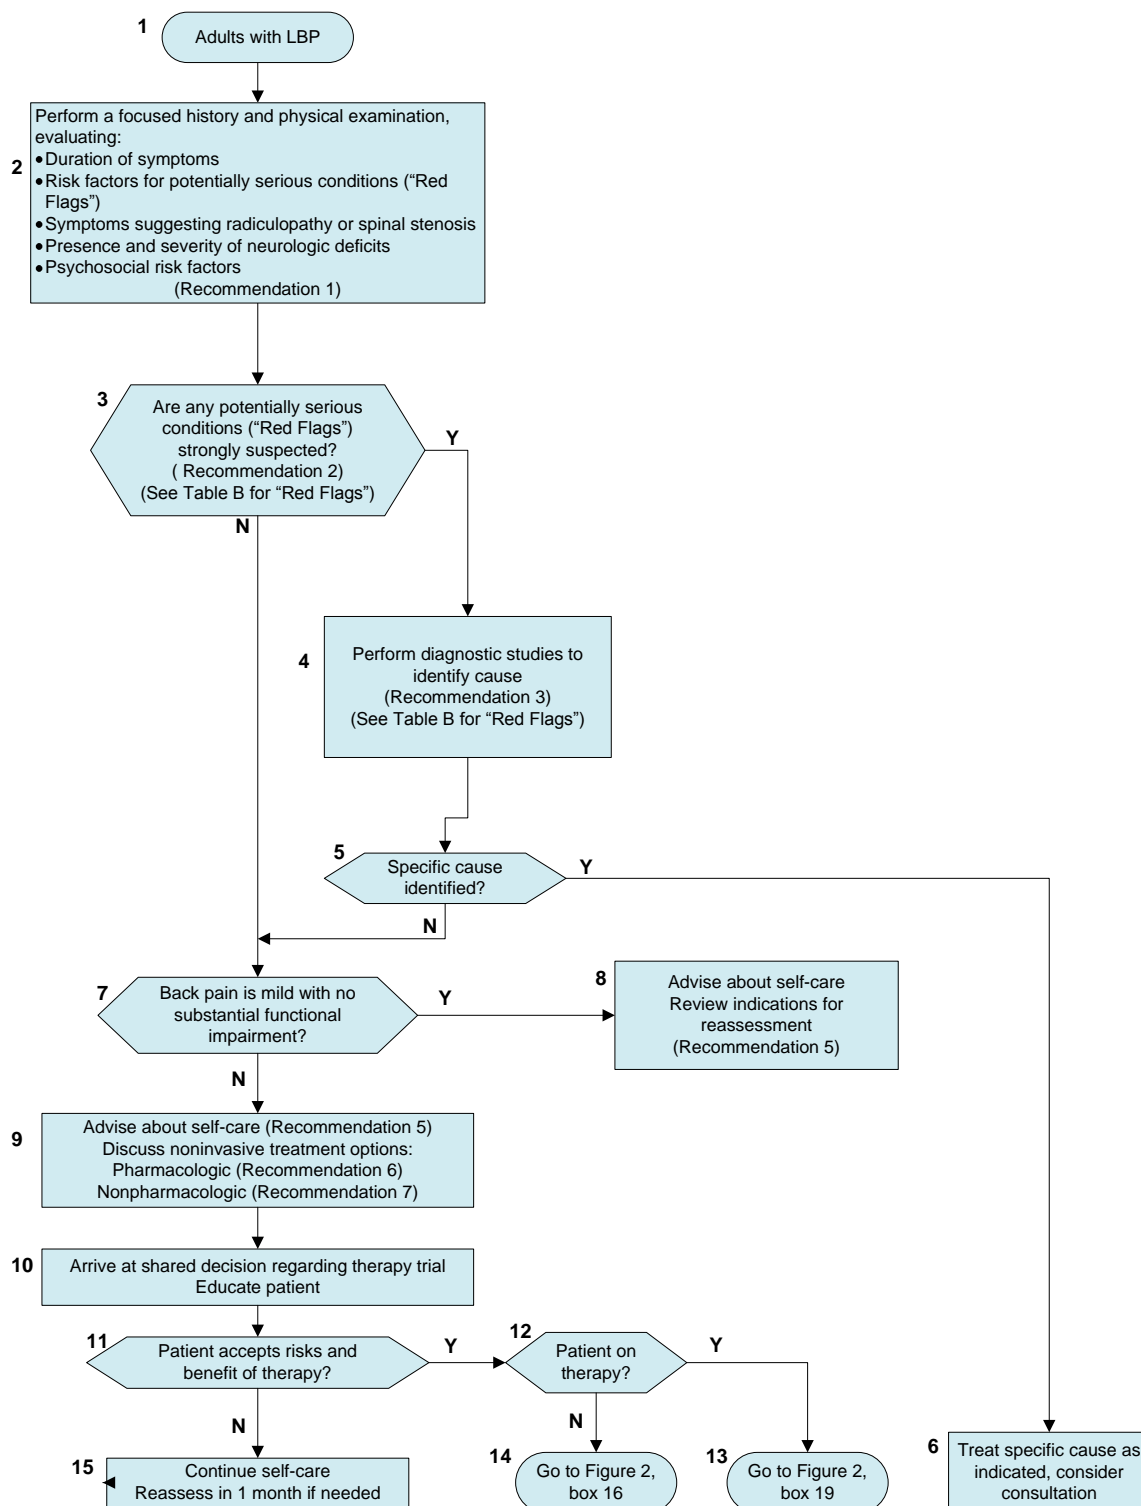 1
Adults with LBP
2
Perform a focused history and physical examination,
evaluating:
•Duration of symptoms
•Risk factors for potentially serious conditions (“Red
Flags”)
•Symptoms suggesting radiculopathy or spinal stenosis
•Presence and severity of neurologic deficits
•Psychosocial risk factors
(Recommendation 1)
3
Are any potentially serious
conditions (“Red Flags”)
strongly suspected?
( Recommendation 2)
(See Table B for “Red Flags”)
Y
N
4
Perform diagnostic studies to
identify cause
(Recommendation 3)
(See Table B for “Red Flags”)
5
Specific cause
identified?
Y
N
7
Back pain is mild with no
substantial functional
impairment?
Y
N
8
Advise about self-care
Review indications for
reassessment
(Recommendation 5)
9
Advise about self-care (Recommendation 5)
Discuss noninvasive treatment options:
Pharmacologic (Recommendation 6)
Nonpharmacologic (Recommendation 7)
10
Arrive at shared decision regarding therapy trial
Educate patient
11
Patient accepts risks and
benefit of therapy?
Y
N
12
Patient on
therapy?
Y
N
15
Continue self-care
Reassess in 1 month if needed
14
Go to Figure 2,
box 16
13
Go to Figure 2,
box 19
6
Treat specific cause as
indicated, consider
consultation